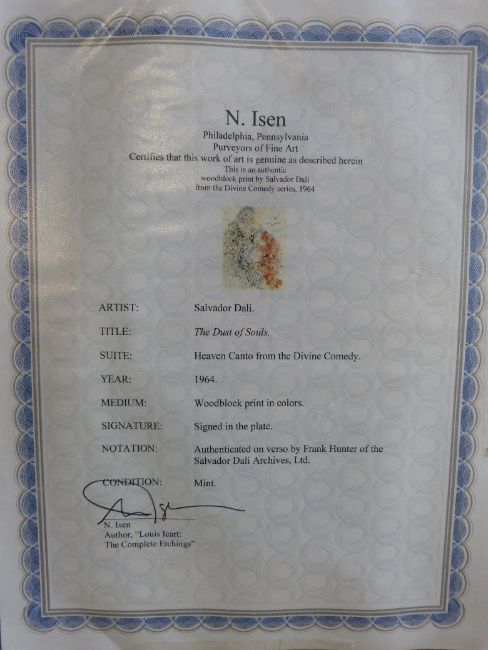 N. Isen
Philadelphia, Pennsylvania
Purveyors of Fine Art
Certifies that this work of art is genuine as described herein
This is an authentic
woodblock print by Salvador Dali
from the Divine Comedy series, 1964
ARTIST: Salvador Dali.
TITLE: The Dust of Souls.
SUITE: Heaven Canto from the Divine Comedy.
YEAR: 1964.
MEDIUM: Woodblock print in colors.
SIGNATURE: Signed in the plate.
NOTATION: Authenticated on verso by Frank Hunter of the
Salvador Dali Archives, Ltd.
CONDITION: Mint.
N. Isen
Author, "Louis Icart:
The Complete Etchings"